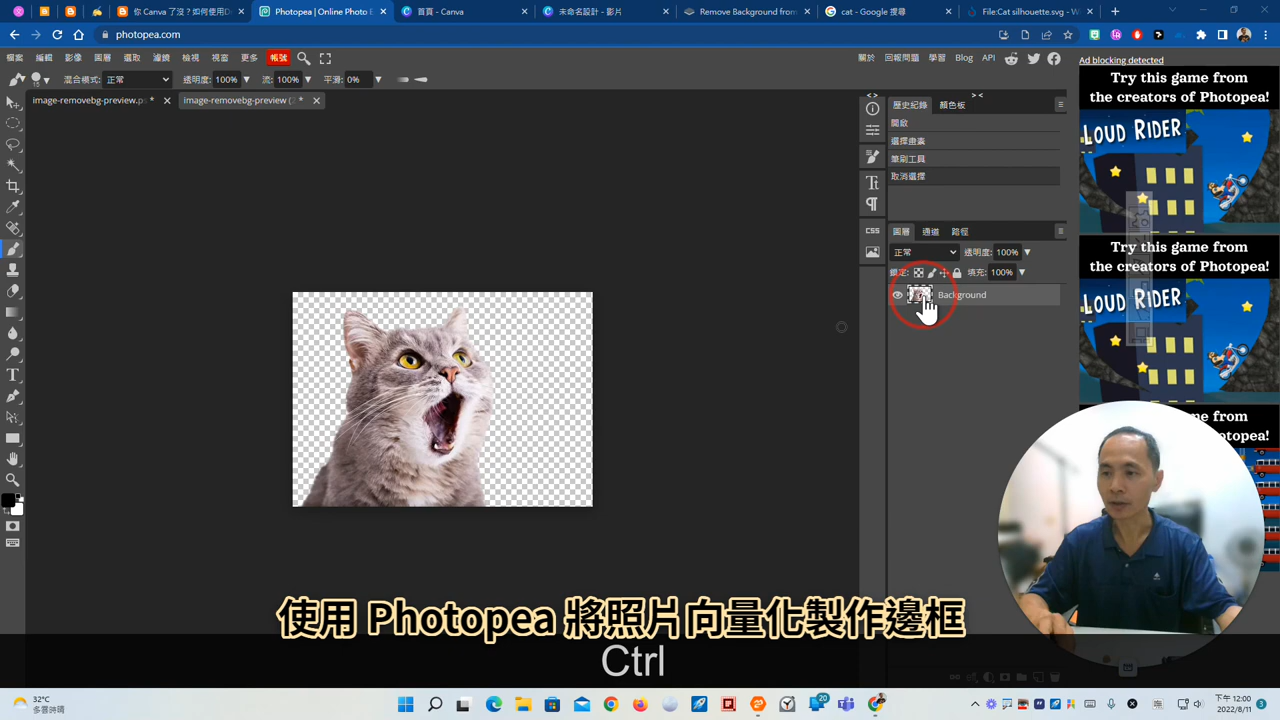 你 Canva 了沒？如何使用D
Photopea | Online Photo E
首頁 - Canva
未命名設計 - 影片
Remove Background from
cat - Google 搜尋
File:Cat silhouette.svg - W
photopea.com
檔案 編輯 影像 圖層 選取 濾鏡 檢視 視窗 更多 帳號
關於 回報問題 學習 Blog API
Ad blocking detected
15 混合模式: 正常 透明度: 100% 流: 100% 平滑: 0%
image-removebg-preview.ps *
image-removebg-preview (2 *
歷史紀錄 顏色板
開啟
選擇畫素
筆刷工具
取消選擇
圖層 通道 路徑
正常 透明度: 100%
鎖定: 填充: 100%
Background
CSS
Try this game from
the creators of Photopea!
LOUD RIDER
Try this game from
the creators of Photopea!
LOUD RIDER
使用 Photopea 將照片向量化製作邊框
Ctrl
32°C
多雲時晴
20
下午 12:00
2022/8/11
3